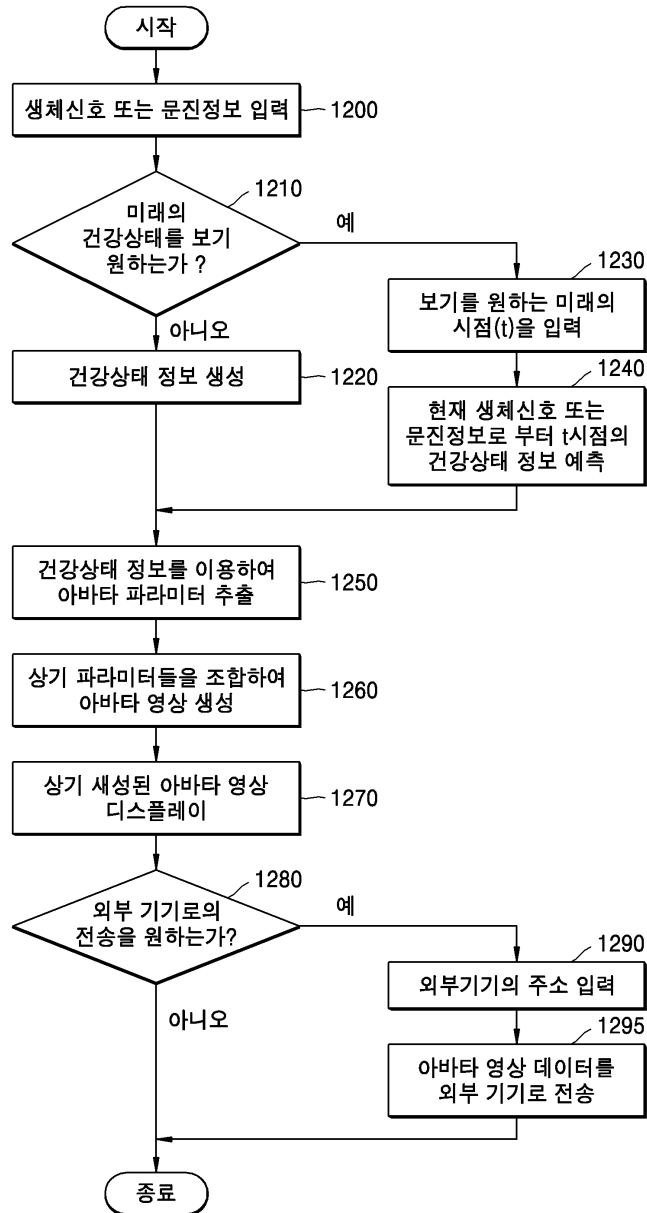 시작
생체신호 또는 문진정보 입력
1200
1210
미래의
건강상태를 보기
원하는가 ?
예
아니오
1230
보기를 원하는 미래의
시점(t)을 입력
건강상태 정보 생성
1220
1240
현재 생체신호 또는
문진정보로 부터 t시점의
건강상태 정보 예측
건강상태 정보를 이용하여
아바타 파라미터 추출
1250
상기 파라미터들을 조합하여
아바타 영상 생성
1260
상기 새성된 아바타 영상
디스플레이
1270
1280
외부 기기로의
전송을 원하는가?
예
아니오
1290
외부기기의 주소 입력
1295
아바타 영상 데이터를
외부 기기로 전송
종료